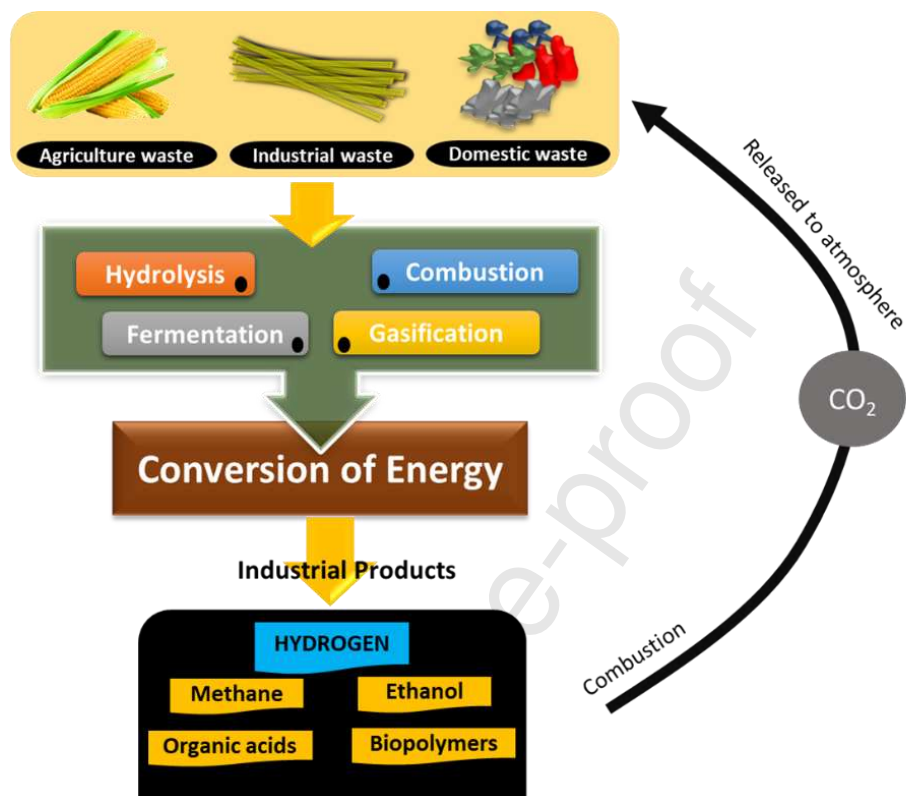 Agriculture waste
Industrial waste
Domestic waste
Hydrolysis
Combustion
Fermentation
Gasification
Conversion of Energy
Industrial Products
HYDROGEN
Methane
Ethanol
Organic acids
Biopolymers
Released to atmosphere
CO₂
Combustion
e-proof